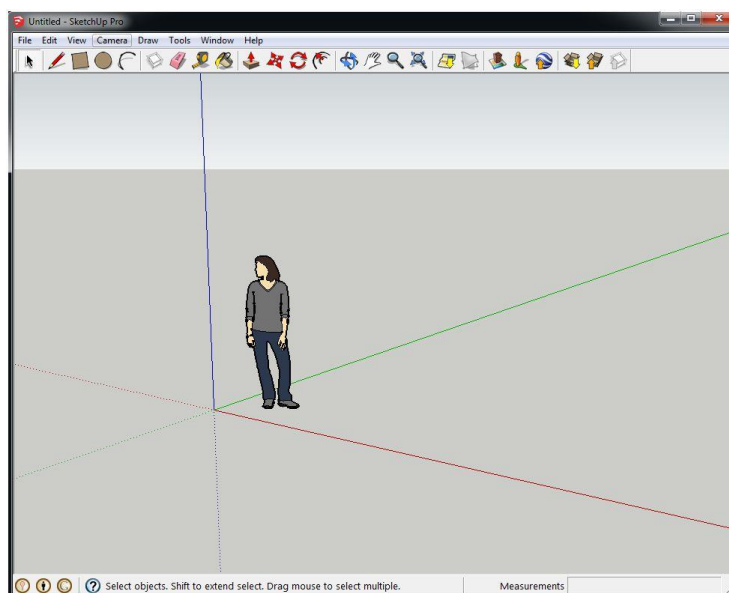 Untitled - SketchUp Pro
File Edit View Camera Draw Tools Window Help
Select objects. Shift to extend select. Drag mouse to select multiple. Measurements